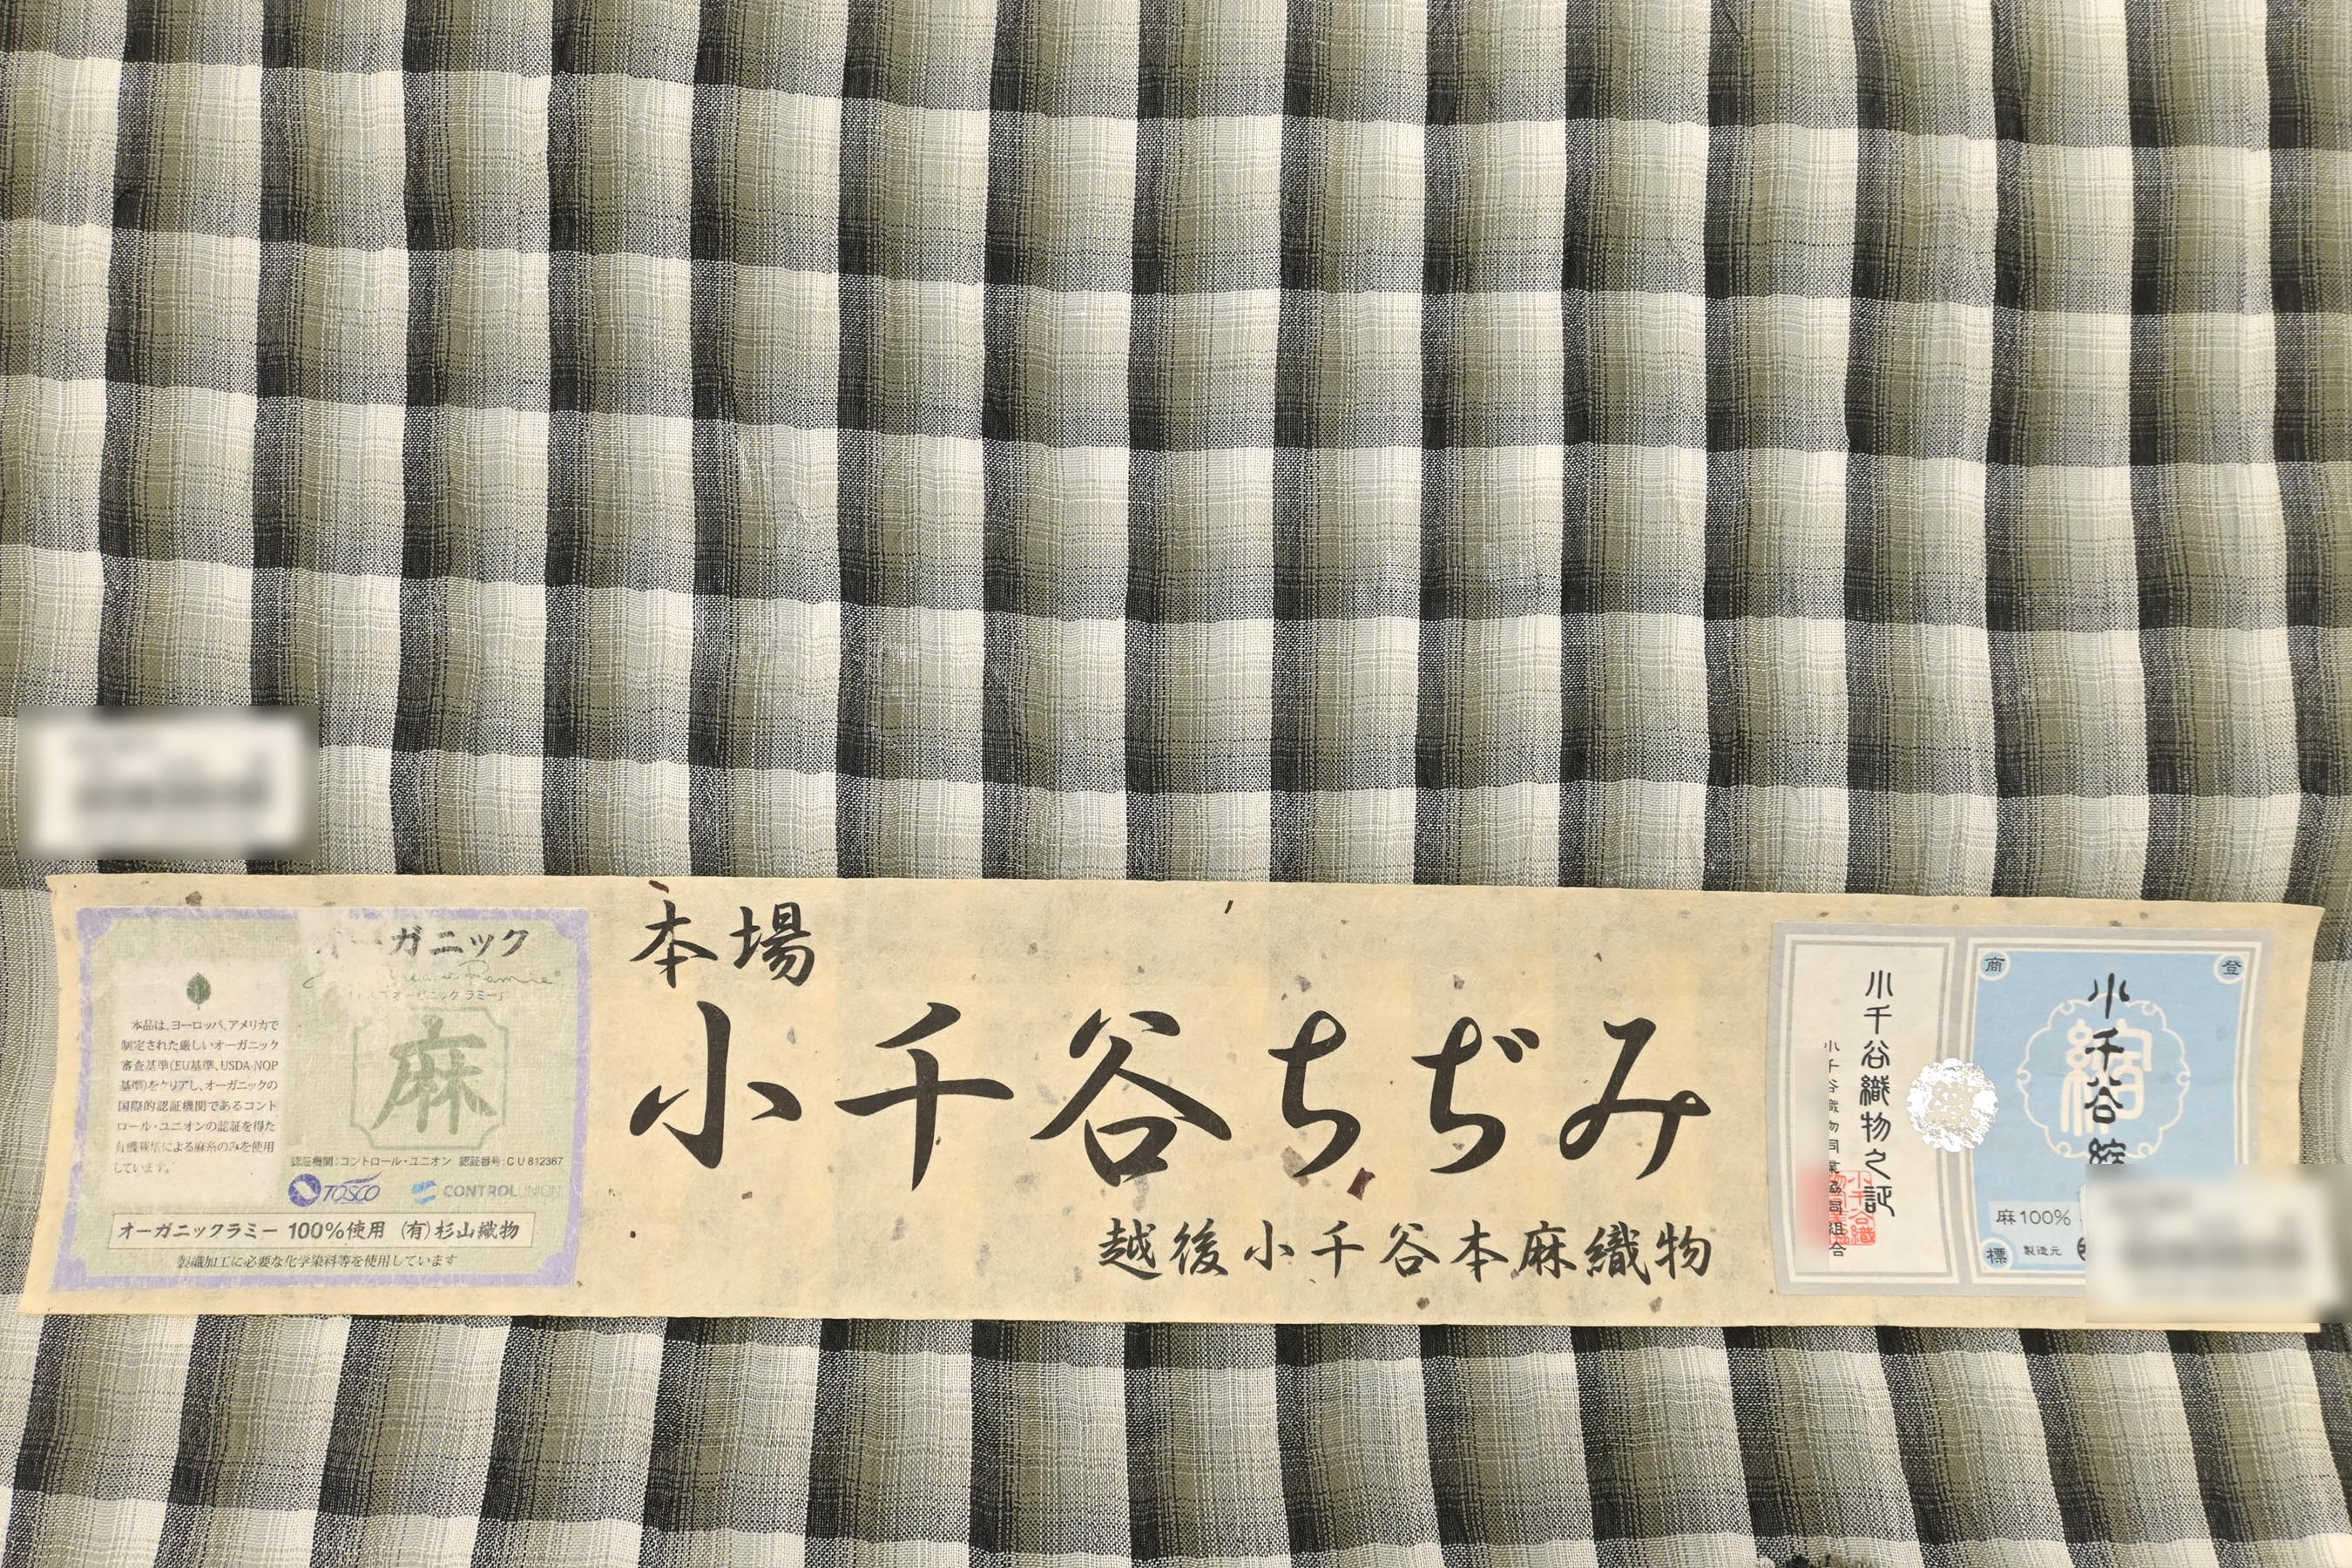 オーガニック
本品は、ヨーロッパ、アメリカで
制定された厳しいオーガニック
審査基準(EU基準、USDA-NOP
基準)をクリアし、オーガニックの
国際的認証機関であるコント
ロール・ユニオンの認証を得た
有機栽培による麻糸のみを使用
しています。
麻
認証機関:コントロール・ユニオン 認証番号:CU812367
TOSCO CONTROLUNION
オーガニックラミー 100%使用 (有)杉山織物
製織加工に必要な化学染料等を使用しています
本場
小千谷ちぢみ
越後小千谷本麻織物
小千谷織物之証
小千谷織物同業協同組合
登
商
標
小千谷縮
縮
麻100%
製造元